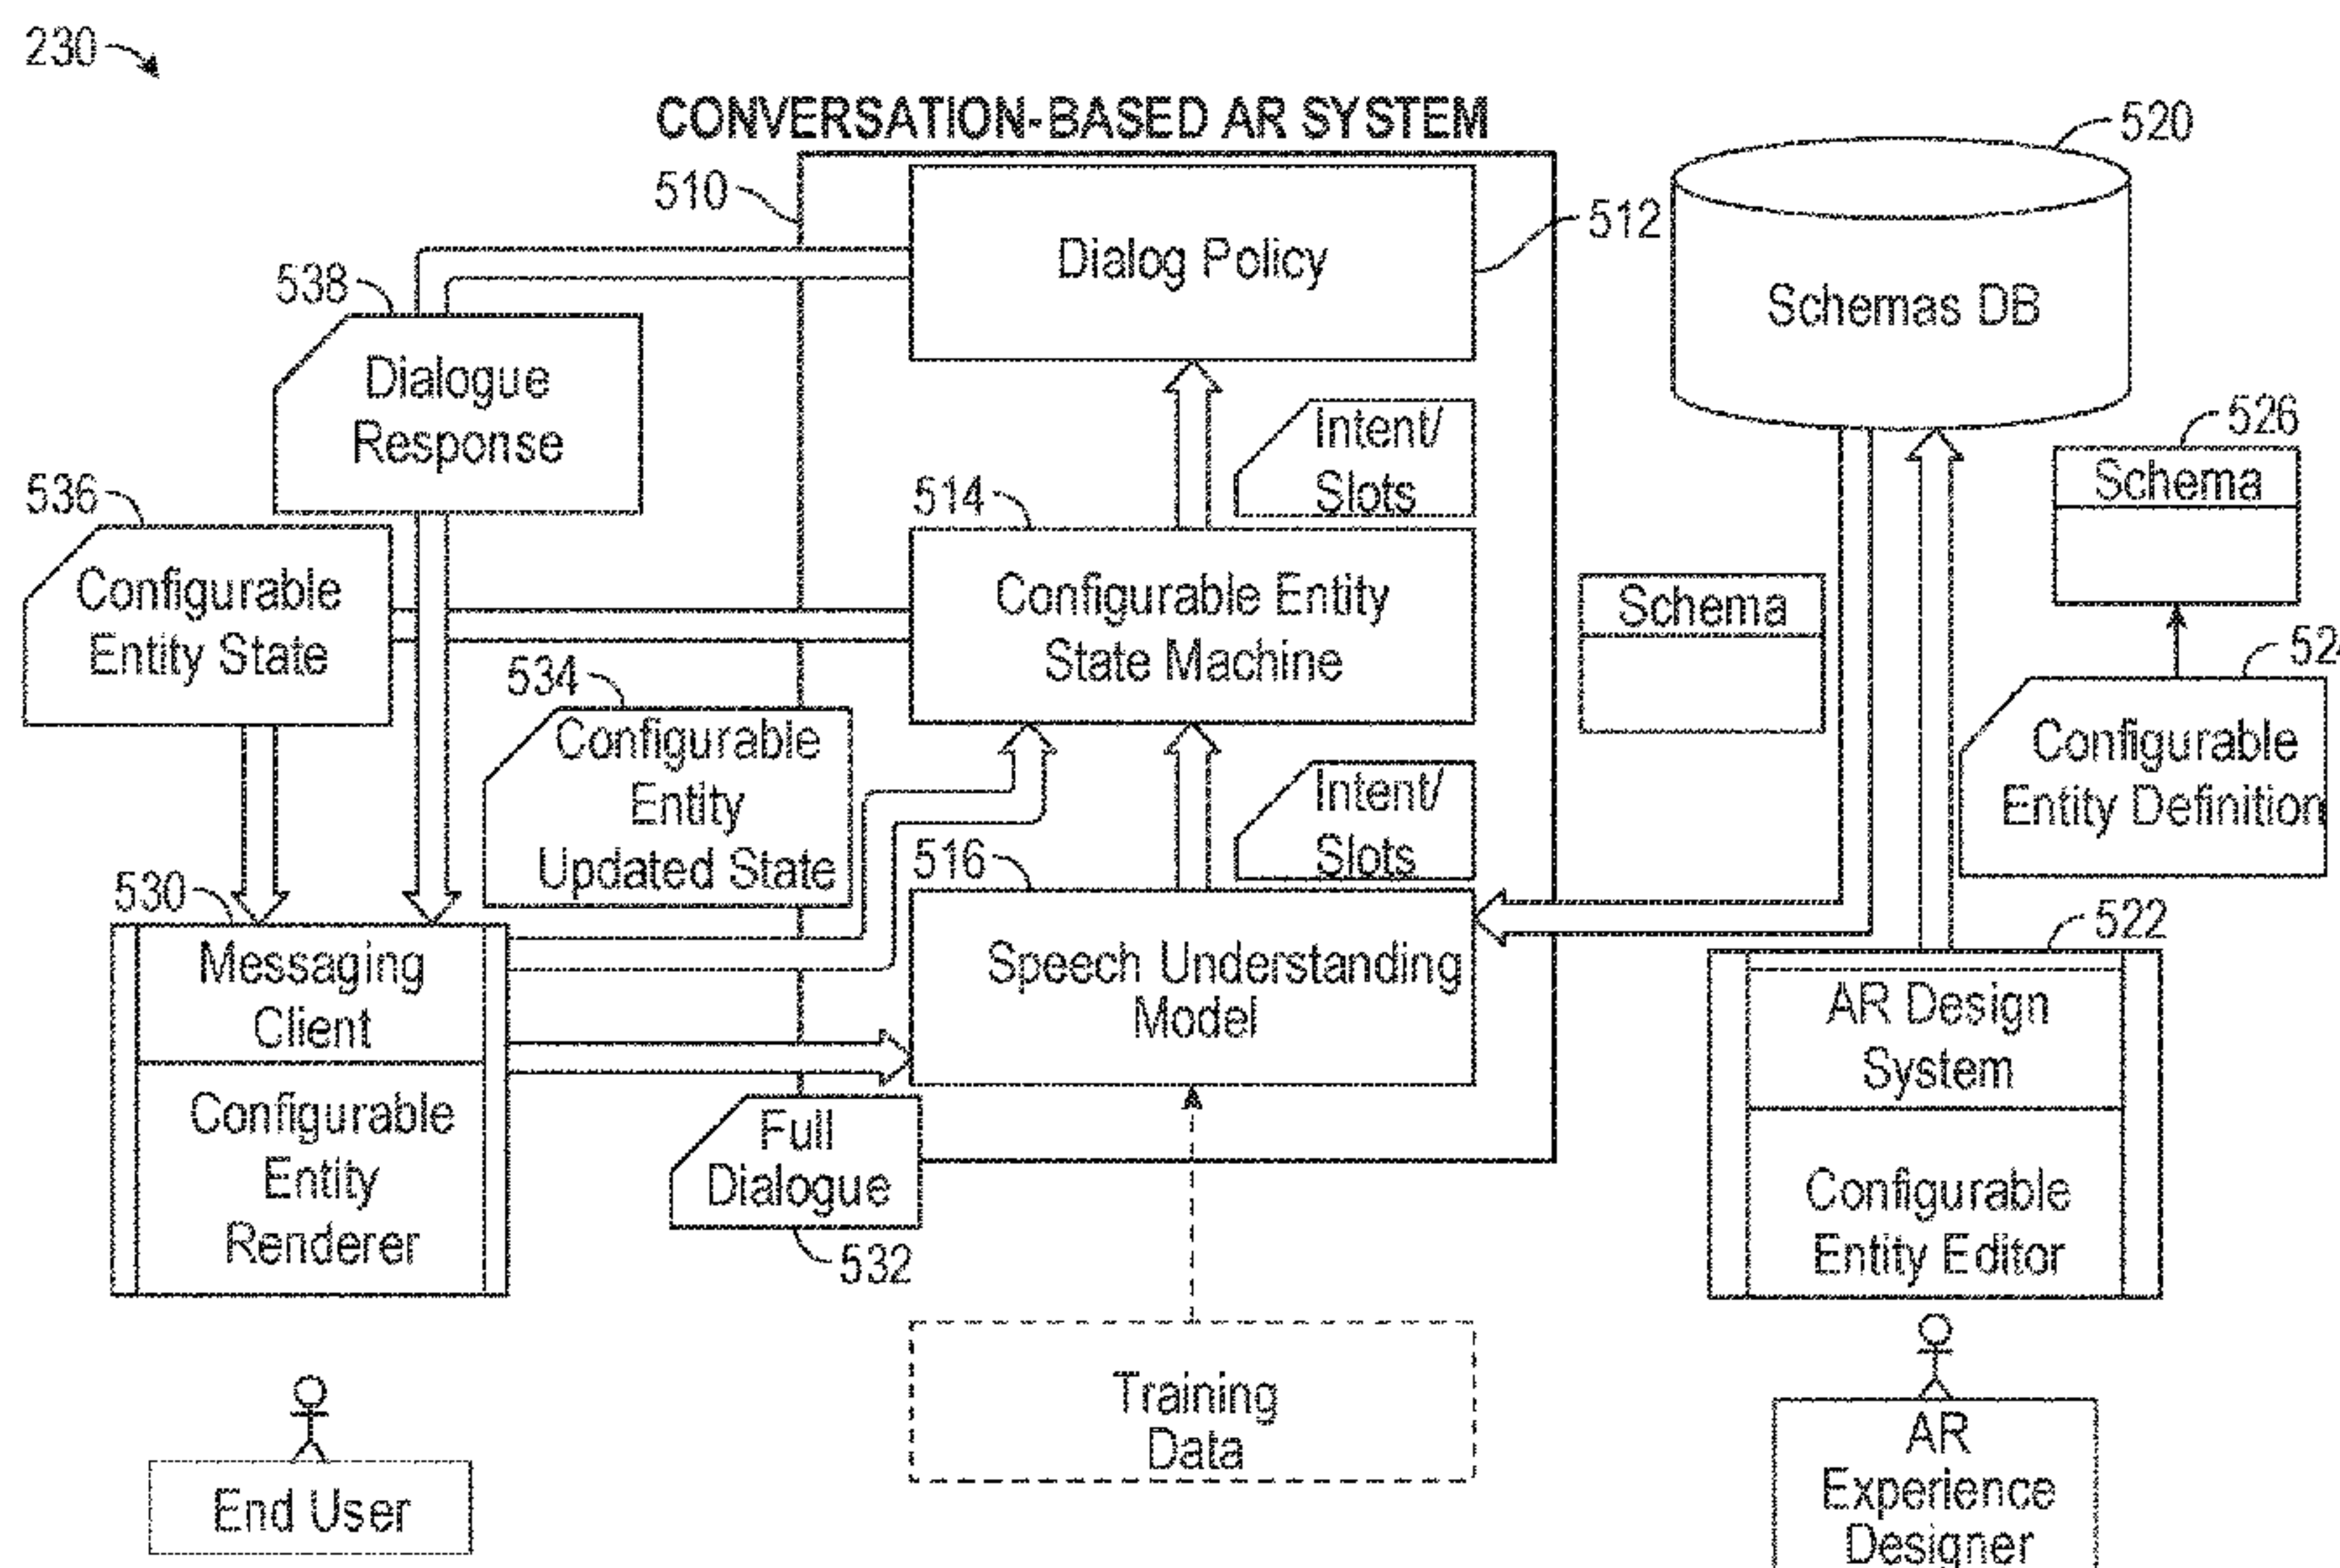 230
CONVERSATION-BASED AR SYSTEM
510
Dialog Policy
512
520
Schemas DB
538
Dialogue
Response
Intent/
Slots
526
Schema
536
Configurable
Entity State
514
Configurable Entity
State Machine
Schema
534
Configurable
Entity
Updated State
Intent/
Slots
Configurable
Entity Definition
530
Messaging
Client
Configurable
Entity
Renderer
516
Speech Understanding
Model
522
AR Design
System
Configurable
Entity Editor
Full
Dialogue
532
Training
Data
End User
AR
Experience
Designer